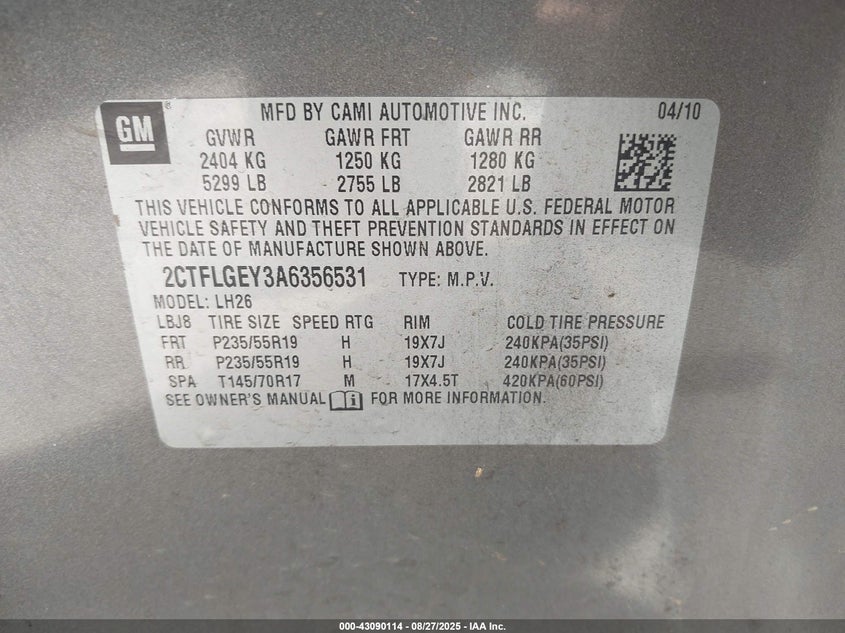 GM ®
MFD BY CAMI AUTOMOTIVE INC. 04/10
GVWR GAWR FRT GAWR RR
2404 KG 1250 KG 1280 KG
5299 LB 2755 LB 2821 LB
THIS VEHICLE CONFORMS TO ALL APPLICABLE U.S. FEDERAL MOTOR
VEHICLE SAFETY AND THEFT PREVENTION STANDARDS IN EFFECT ON
THE DATE OF MANUFACTURE SHOWN ABOVE.
2CTFLGEY3A6356531 TYPE: M.P.V.
MODEL: LH26
LBJ8 TIRE SIZE SPEED RTG RIM COLD TIRE PRESSURE
FRT P235/55R19 H 19X7J 240KPA(35PSI)
RR P235/55R19 H 19X7J 240KPA(35PSI)
SPA T145/70R17 M 17X4.5T 420KPA(60PSI)
SEE OWNER'S MANUAL i FOR MORE INFORMATION.
000-43090114 - 08/27/2025 - IAA Inc.